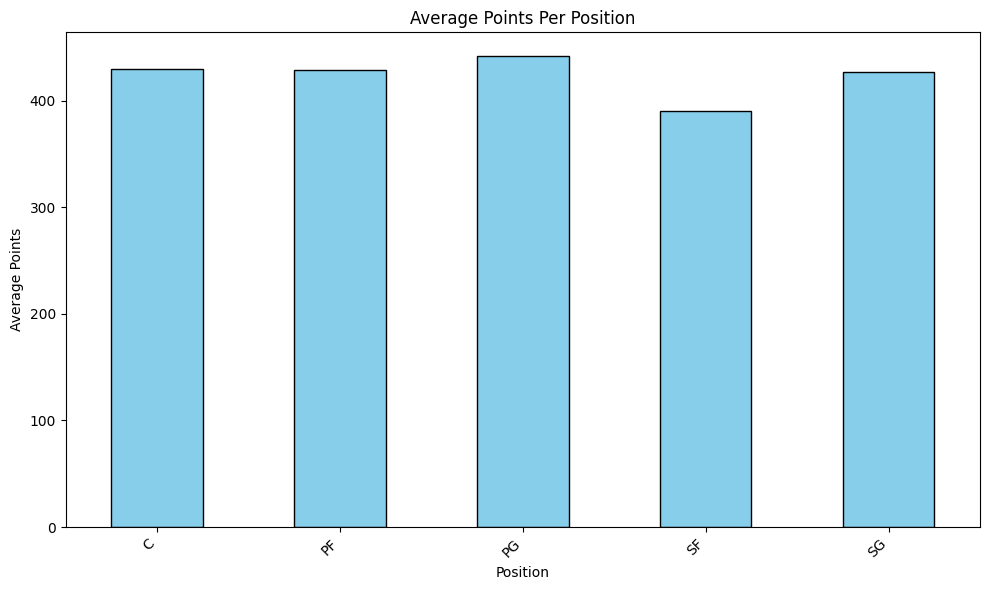 Average Points Per Position
Average Points
400
300
200
100
0
C
PF
PG
SF
SG
Position